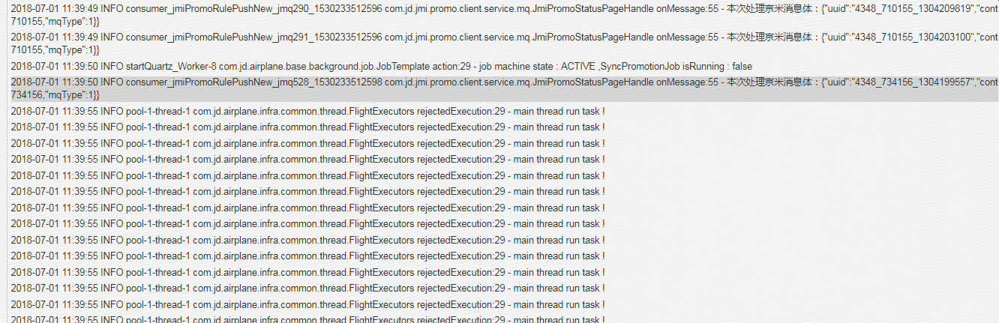 2018-07-01 11:39:49 INFO consumer_jmiPromoRulePushNew_jmq290_1530233512596 com.jd.jmi.promo.client.service.mq.JmiPromoStatusPageHandle onMessage:55 - 本次处理京米消息体：{"uuid":"4348_710155_1304209819","cont
710155,"mqType":1}}
2018-07-01 11:39:49 INFO consumer_jmiPromoRulePushNew_jmq291_1530233512596 com.jd.jmi.promo.client.service.mq.JmiPromoStatusPageHandle onMessage:55 - 本次处理京米消息体：{"uuid":"4348_710155_1304203100","cont
710155,"mqType":1}}
2018-07-01 11:39:50 INFO startQuartz_Worker-8 com.jd.airplane.base.background.job.JobTemplate action:29 - job machine state : ACTIVE ,SyncPromotionJob isRunning : false
2018-07-01 11:39:50 INFO consumer_jmiPromoRulePushNew_jmq528_1530233512598 com.jd.jmi.promo.client.service.mq.JmiPromoStatusPageHandle onMessage:55 - 本次处理京米消息体：{"uuid":"4348_734156_1304199557","cont
734156,"mqType":1}}
2018-07-01 11:39:55 INFO pool-1-thread-1 com.jd.airplane.infra.common.thread.FlightExecutors rejectedExecution:29 - main thread run task !
2018-07-01 11:39:55 INFO pool-1-thread-1 com.jd.airplane.infra.common.thread.FlightExecutors rejectedExecution:29 - main thread run task !
2018-07-01 11:39:55 INFO pool-1-thread-1 com.jd.airplane.infra.common.thread.FlightExecutors rejectedExecution:29 - main thread run task !
2018-07-01 11:39:55 INFO pool-1-thread-1 com.jd.airplane.infra.common.thread.FlightExecutors rejectedExecution:29 - main thread run task !
2018-07-01 11:39:55 INFO pool-1-thread-1 com.jd.airplane.infra.common.thread.FlightExecutors rejectedExecution:29 - main thread run task !
2018-07-01 11:39:55 INFO pool-1-thread-1 com.jd.airplane.infra.common.thread.FlightExecutors rejectedExecution:29 - main thread run task !
2018-07-01 11:39:55 INFO pool-1-thread-1 com.jd.airplane.infra.common.thread.FlightExecutors rejectedExecution:29 - main thread run task !
2018-07-01 11:39:55 INFO pool-1-thread-1 com.jd.airplane.infra.common.thread.FlightExecutors rejectedExecution:29 - main thread run task !
2018-07-01 11:39:55 INFO pool-1-thread-1 com.jd.airplane.infra.common.thread.FlightExecutors rejectedExecution:29 - main thread run task !
2018-07-01 11:39:55 INFO pool-1-thread-1 com.jd.airplane.infra.common.thread.FlightExecutors rejectedExecution:29 - main thread run task !
2018-07-01 11:39:55 INFO pool-1-thread-1 com.jd.airplane.infra.common.thread.FlightExecutors rejectedExecution:29 - main thread run task !
2018-07-01 11:39:55 INFO pool-1-thread-1 com.jd.airplane.infra.common.thread.FlightExecutors rejectedExecution:29 - main thread run task !
2018-07-01 11:39:55 INFO pool-1-thread-1 com.jd.airplane.infra.common.thread.FlightExecutors rejectedExecution:29 - main thread run task !
2018-07-01 11:39:55 INFO pool-1-thread-1 com.jd.airplane.infra.common.thread.FlightExecutors rejectedExecution:29 - main thread run task !